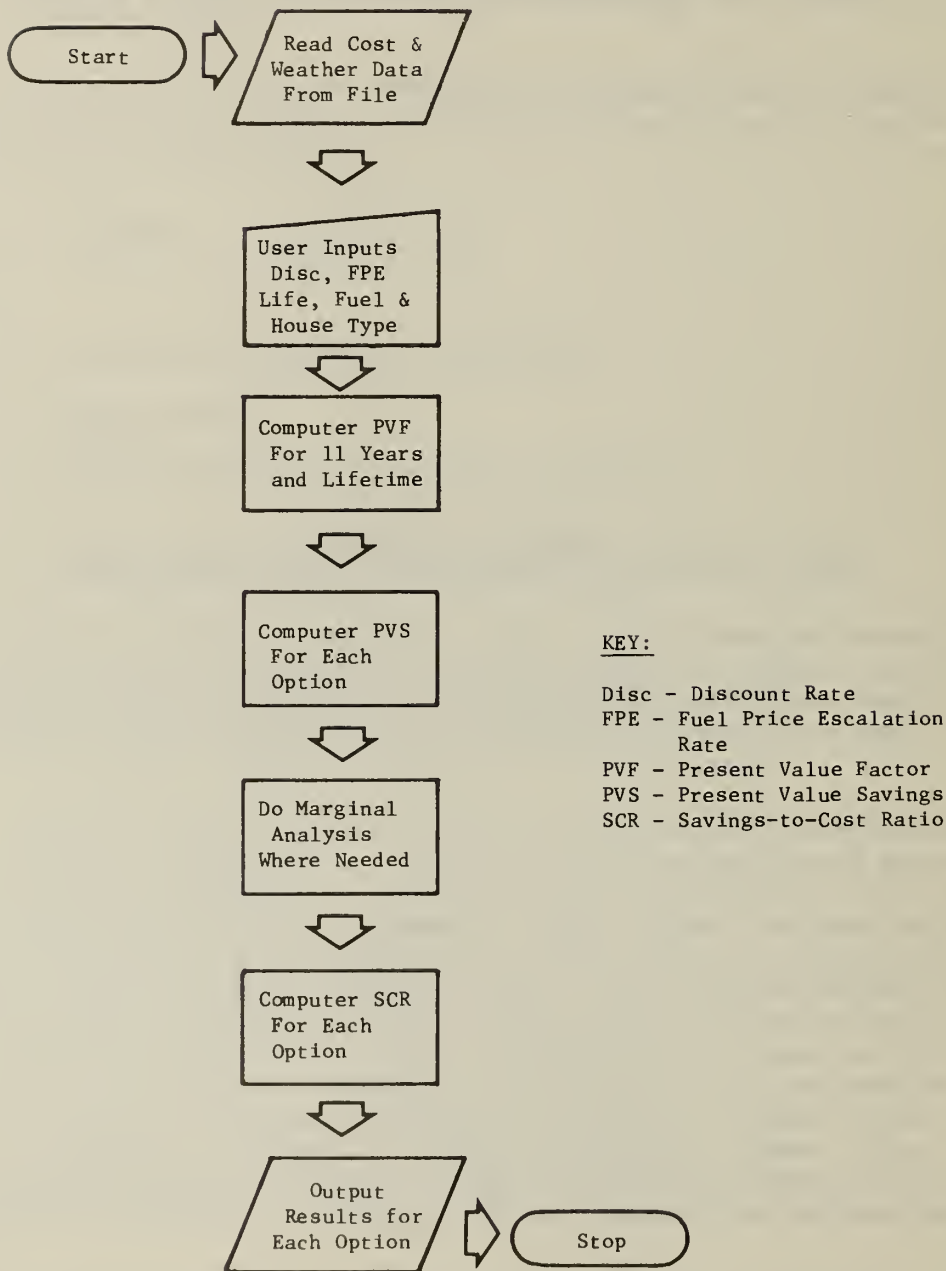 Start
Read Cost &
Weather Data
From File
User Inputs
Disc, FPE
Life, Fuel &
House Type
Computer PVF
For 11 Years
and Lifetime
Computer PVS
For Each
Option
Do Marginal
Analysis
Where Needed
Computer SCR
For Each
Option
Output
Results for
Each Option
Stop
KEY:
Disc - Discount Rate
FPE - Fuel Price Escalation
Rate
PVF - Present Value Factor
PVS - Present Value Savings
SCR - Savings-to-Cost Ratio